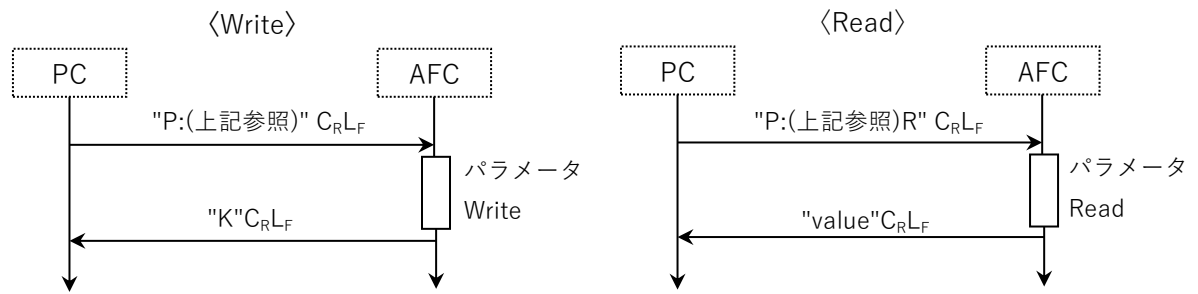 〈Write〉
PC
AFC
"P:(上記参照)" CRLF
パラメータ
Write
"K"CRLF
〈Read〉
PC
AFC
"P:(上記参照)R" CRLF
パラメータ
Read
"value"CRLF